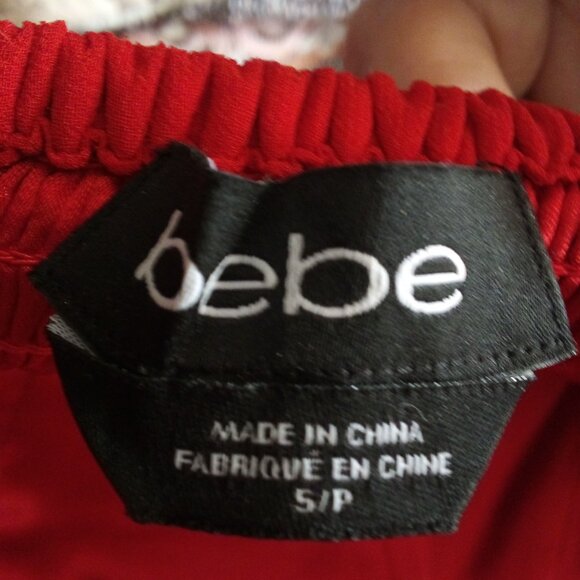 bebe
MADE IN CHINA
FABRIQUÉ EN CHINE
S/P